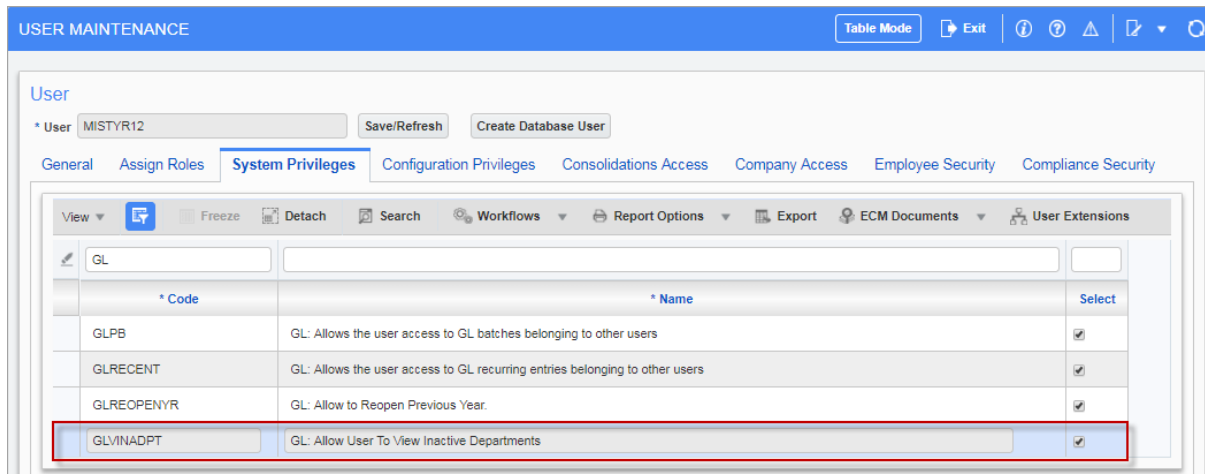 USER MAINTENANCE Table Mode Exit
User
* User MISTYR12 Save/Refresh Create Database User
General Assign Roles System Privileges Configuration Privileges Consolidations Access Company Access Employee Security Compliance Security
View Freeze Detach Search Workflows Report Options Export ECM Documents User Extensions
GL
* Code * Name Select
GLPB GL: Allows the user access to GL batches belonging to other users
GLRECENT GL: Allows the user access to GL recurring entries belonging to other users
GLREOPENYR GL: Allow to Reopen Previous Year.
GLVINADPT GL: Allow User To View Inactive Departments